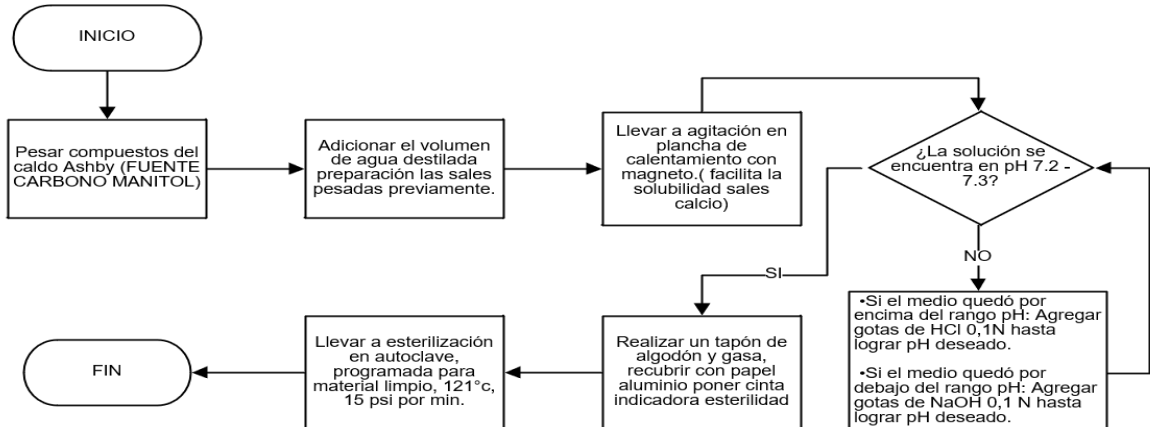 INICIO
Pesar compuestos del
caldo Ashby (FUENTE
CARBONO MANITOL)
Adicionar el volumen
de agua destilada
preparación las sales
pesadas previamente.
Llevar a agitación en
plancha de
calentamiento con
magneto.( facilita la
solubilidad sales
calcio)
¿La solución se
encuentra en pH 7.2 -
7.3?
NO
SI
•Si el medio quedó por
encima del rango pH: Agregar
gotas de HCl 0,1N hasta
lograr pH deseado.
•Si el medio quedó por
debajo del rango pH: Agregar
gotas de NaOH 0,1 N hasta
lograr pH deseado.
Realizar un tapón de
algodón y gasa,
recubrir con papel
aluminio poner cinta
indicadora esterilidad
Llevar a esterilización
en autoclave,
programada para
material limpio, 121°c,
15 psi por min.
FIN